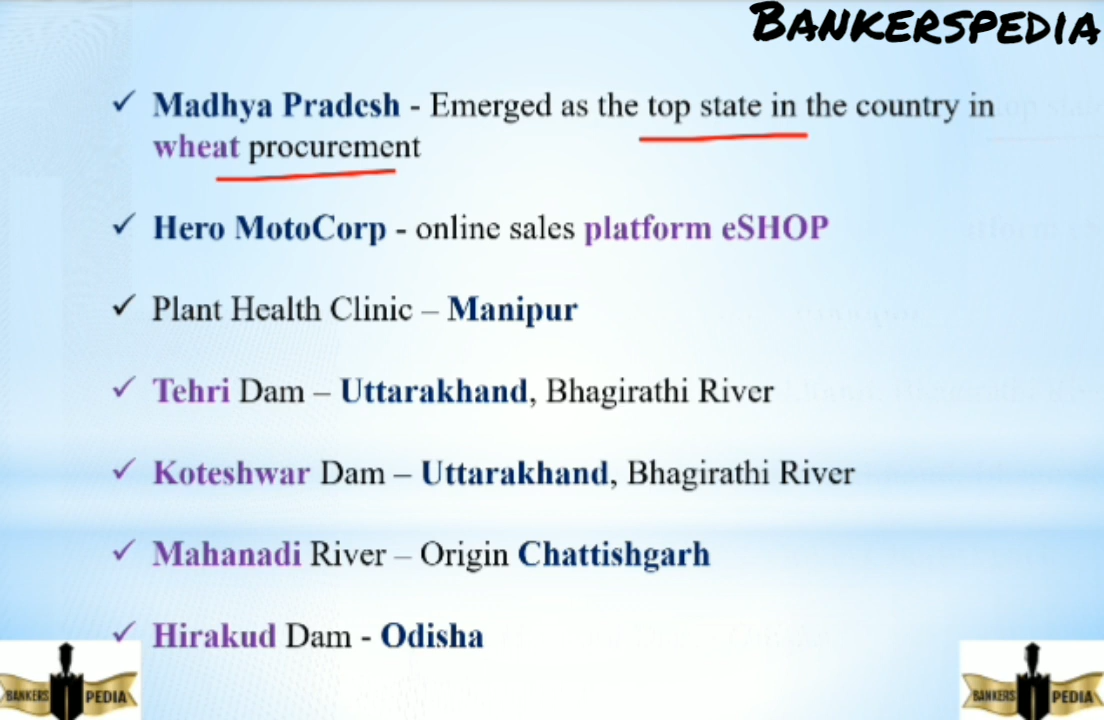 BANKERSPEDIA
✓ Madhya Pradesh - Emerged as the top state in the country in
wheat procurement
✓ Hero MotoCorp - online sales platform eSHOP
✓ Plant Health Clinic – Manipur
✓ Tehri Dam – Uttarakhand, Bhagirathi River
✓ Koteshwar Dam – Uttarakhand, Bhagirathi River
✓ Mahanadi River – Origin Chattishgarh
✓ Hirakud Dam - Odisha
BANKERS PEDIA
BANKERS PEDIA